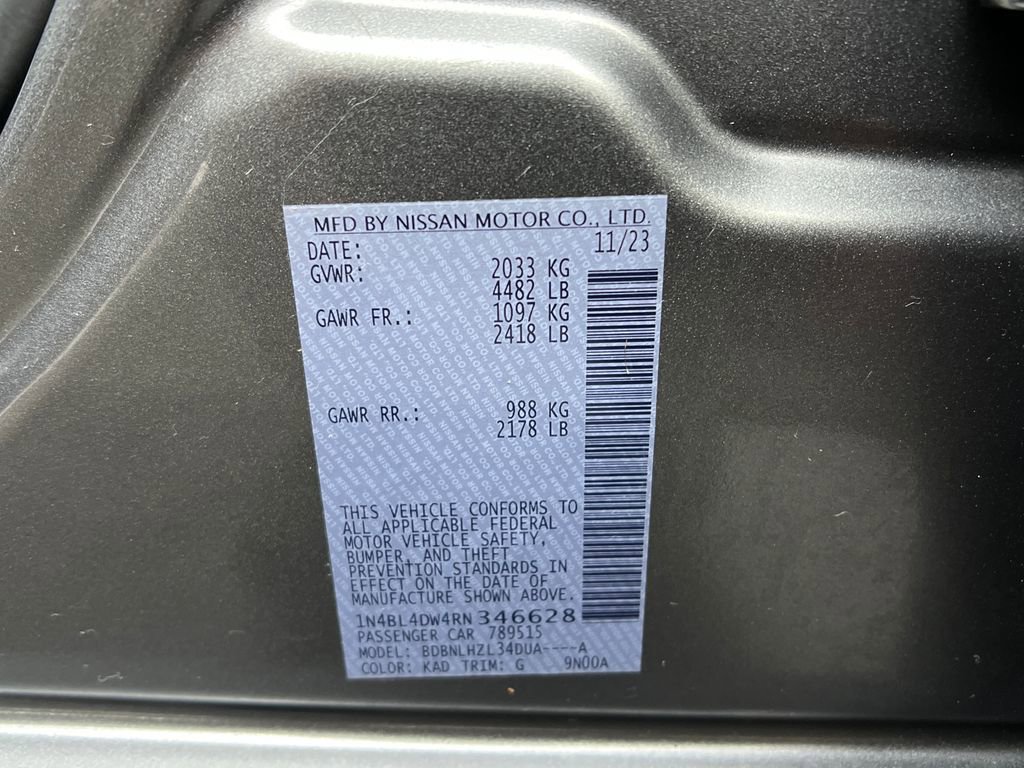 MFD BY NISSAN MOTOR CO., LTD.
DATE: 11/23
GVWR: 2033 KG
4482 LB
GAWR FR.: 1097 KG
2418 LB
GAWR RR.: 988 KG
2178 LB
THIS VEHICLE CONFORMS TO
ALL APPLICABLE FEDERAL
MOTOR VEHICLE SAFETY,
BUMPER, AND THEFT
PREVENTION STANDARDS IN
EFFECT ON THE DATE OF
MANUFACTURE SHOWN ABOVE.
1N4BL4DW4RN346628
PASSENGER CAR 789515
MODEL: BDBNLHZL34DUA----A
COLOR: KAD TRIM: G 9N00A